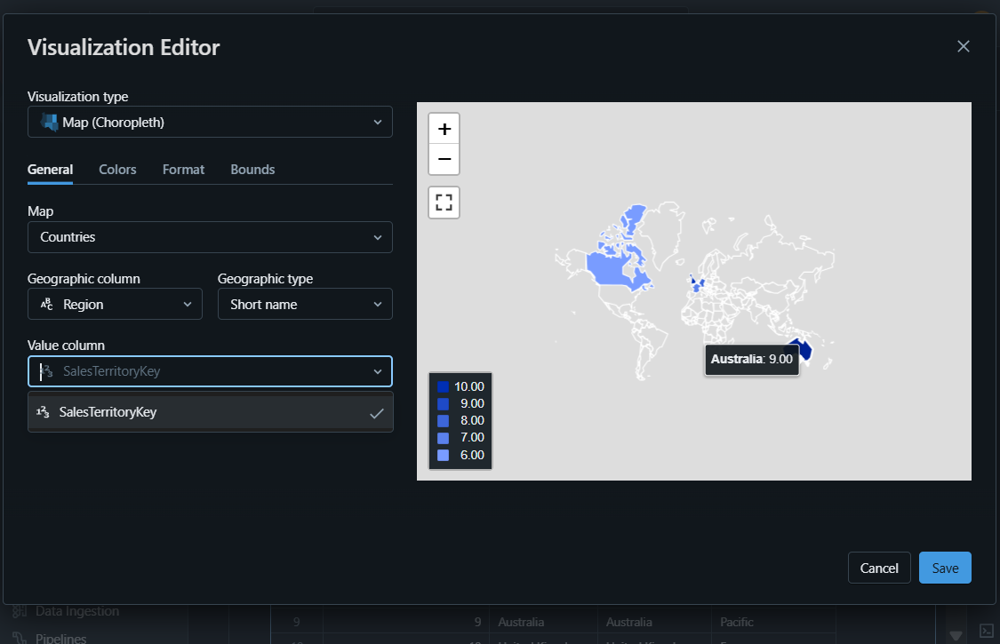 Visualization Editor
Visualization type
Map (Choropleth)
General Colors Format Bounds
Map
Countries
Geographic column Geographic type
Region Short name
Value column
SalesTerritoryKey
SalesTerritoryKey
+
−
Australia: 9.00
10.00
9.00
8.00
7.00
6.00
Cancel Save
Data Ingestion
9 9 Australia Australia Pacific
Pipelines